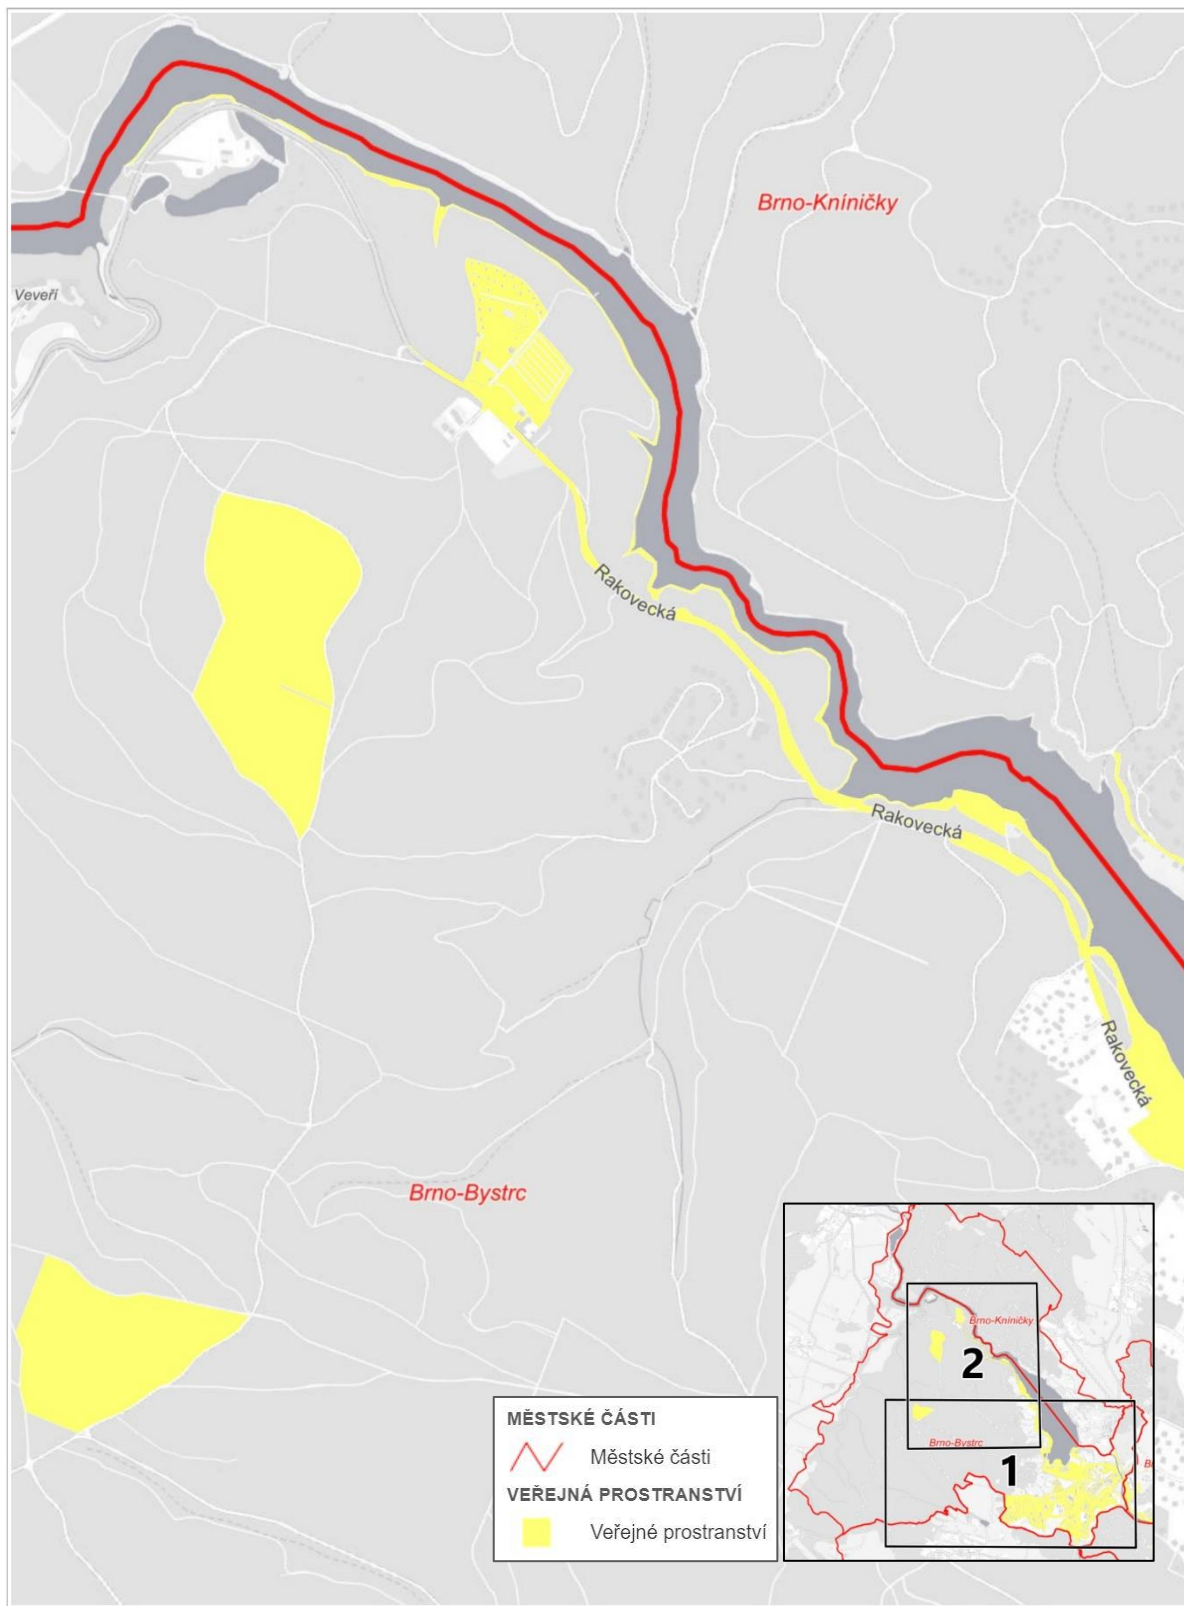 Brno-Kníničky
Veveří
Rakovecká
Rakovecká
Rakovecká
Brno-Bystrc
MĚSTSKÉ ČÁSTI
Městské části
VEŘEJNÁ PROSTRANSTVÍ
Veřejné prostranství
Brno-Kníničky
2
Brno-Bystrc
1